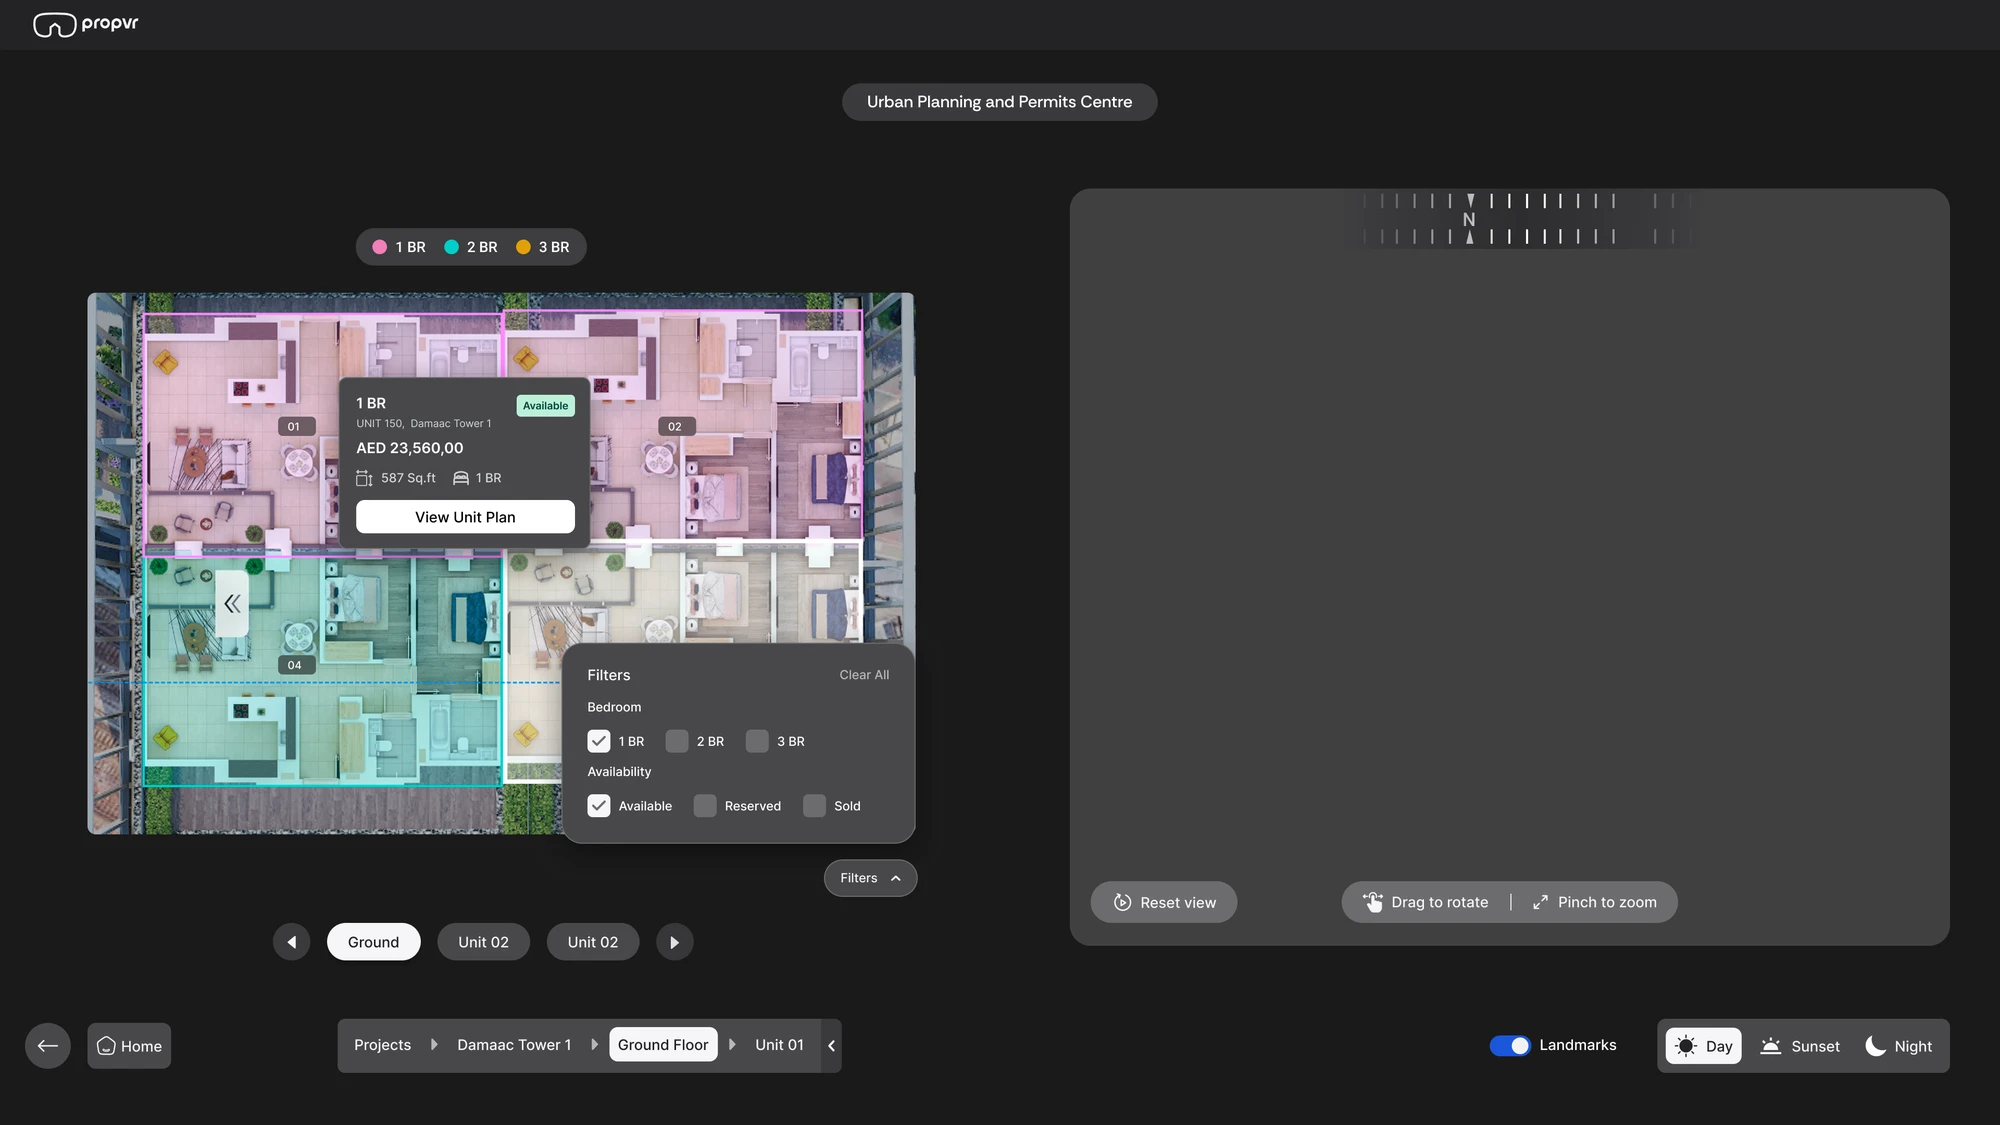 propvr
Urban Planning and Permits Centre
1 BR 2 BR 3 BR
N
01
02
1 BR
Available
UNIT 150, Damaac Tower 1
AED 23,560,00
587 Sq.ft 1 BR
View Unit Plan
04
Filters Clear All
Bedroom
1 BR 2 BR 3 BR
Availability
Available Reserved Sold
Filters
Reset view Drag to rotate | Pinch to zoom
Ground Unit 02 Unit 02
Home Projects Damaac Tower 1 Ground Floor Unit 01 Landmarks Day Sunset Night